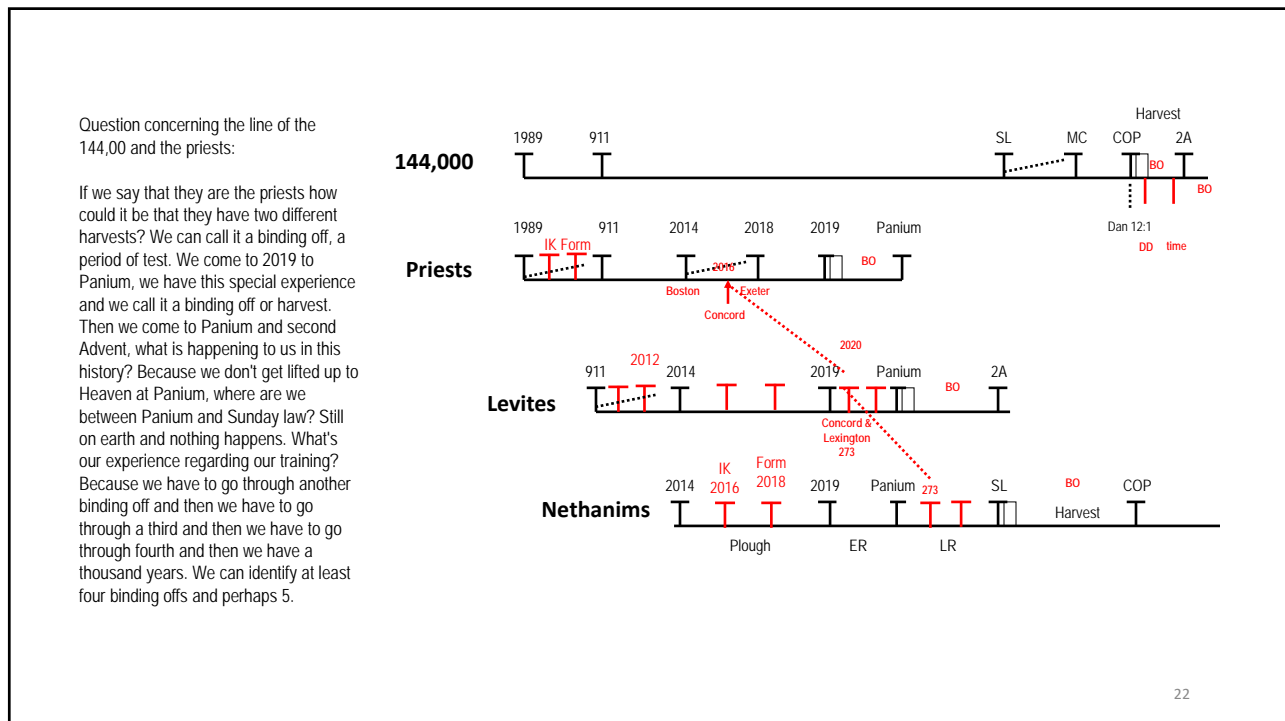 Question concerning the line of the
144,00 and the priests:
If we say that they are the priests how
could it be that they have two different
harvests? We can call it a binding off, a
period of test. We come to 2019 to
Panium, we have this special experience
and we call it a binding off or harvest.
Then we come to Panium and second
Advent, what is happening to us in this
history? Because we don't get lifted up to
Heaven at Panium, where are we
between Panium and Sunday law? Still
on earth and nothing happens. What's
our experience regarding our training?
Because we have to go through another
binding off and then we have to go
through a third and then we have to go
through fourth and then we have a
thousand years. We can identify at least
four binding offs and perhaps 5.
Harvest
1989 911 SL MC COP 2A
144,000
BO
BO
Dan 12:1
DD time
1989 911 2014 2018 2019 Panium
IK Form
Priests
2016
BO
Boston Exeter
Concord
2020
2012
911 2014 2019 Panium 2A
BO
Levites
Concord &
Lexington
273
IK Form
2016 2018
2014 2019 Panium 273 SL BO COP
Nethanims
Harvest
Plough ER LR
22